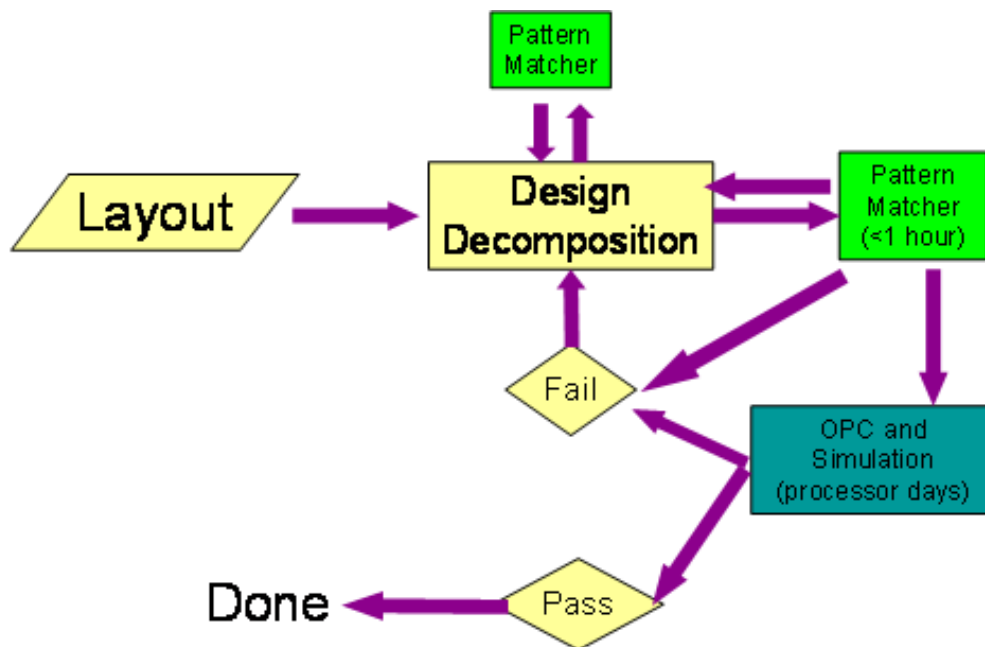 Pattern
Matcher
Layout
Design
Decomposition
Pattern
Matcher
(<1 hour)
Fail
OPC and
Simulation
(processor days)
Done
Pass